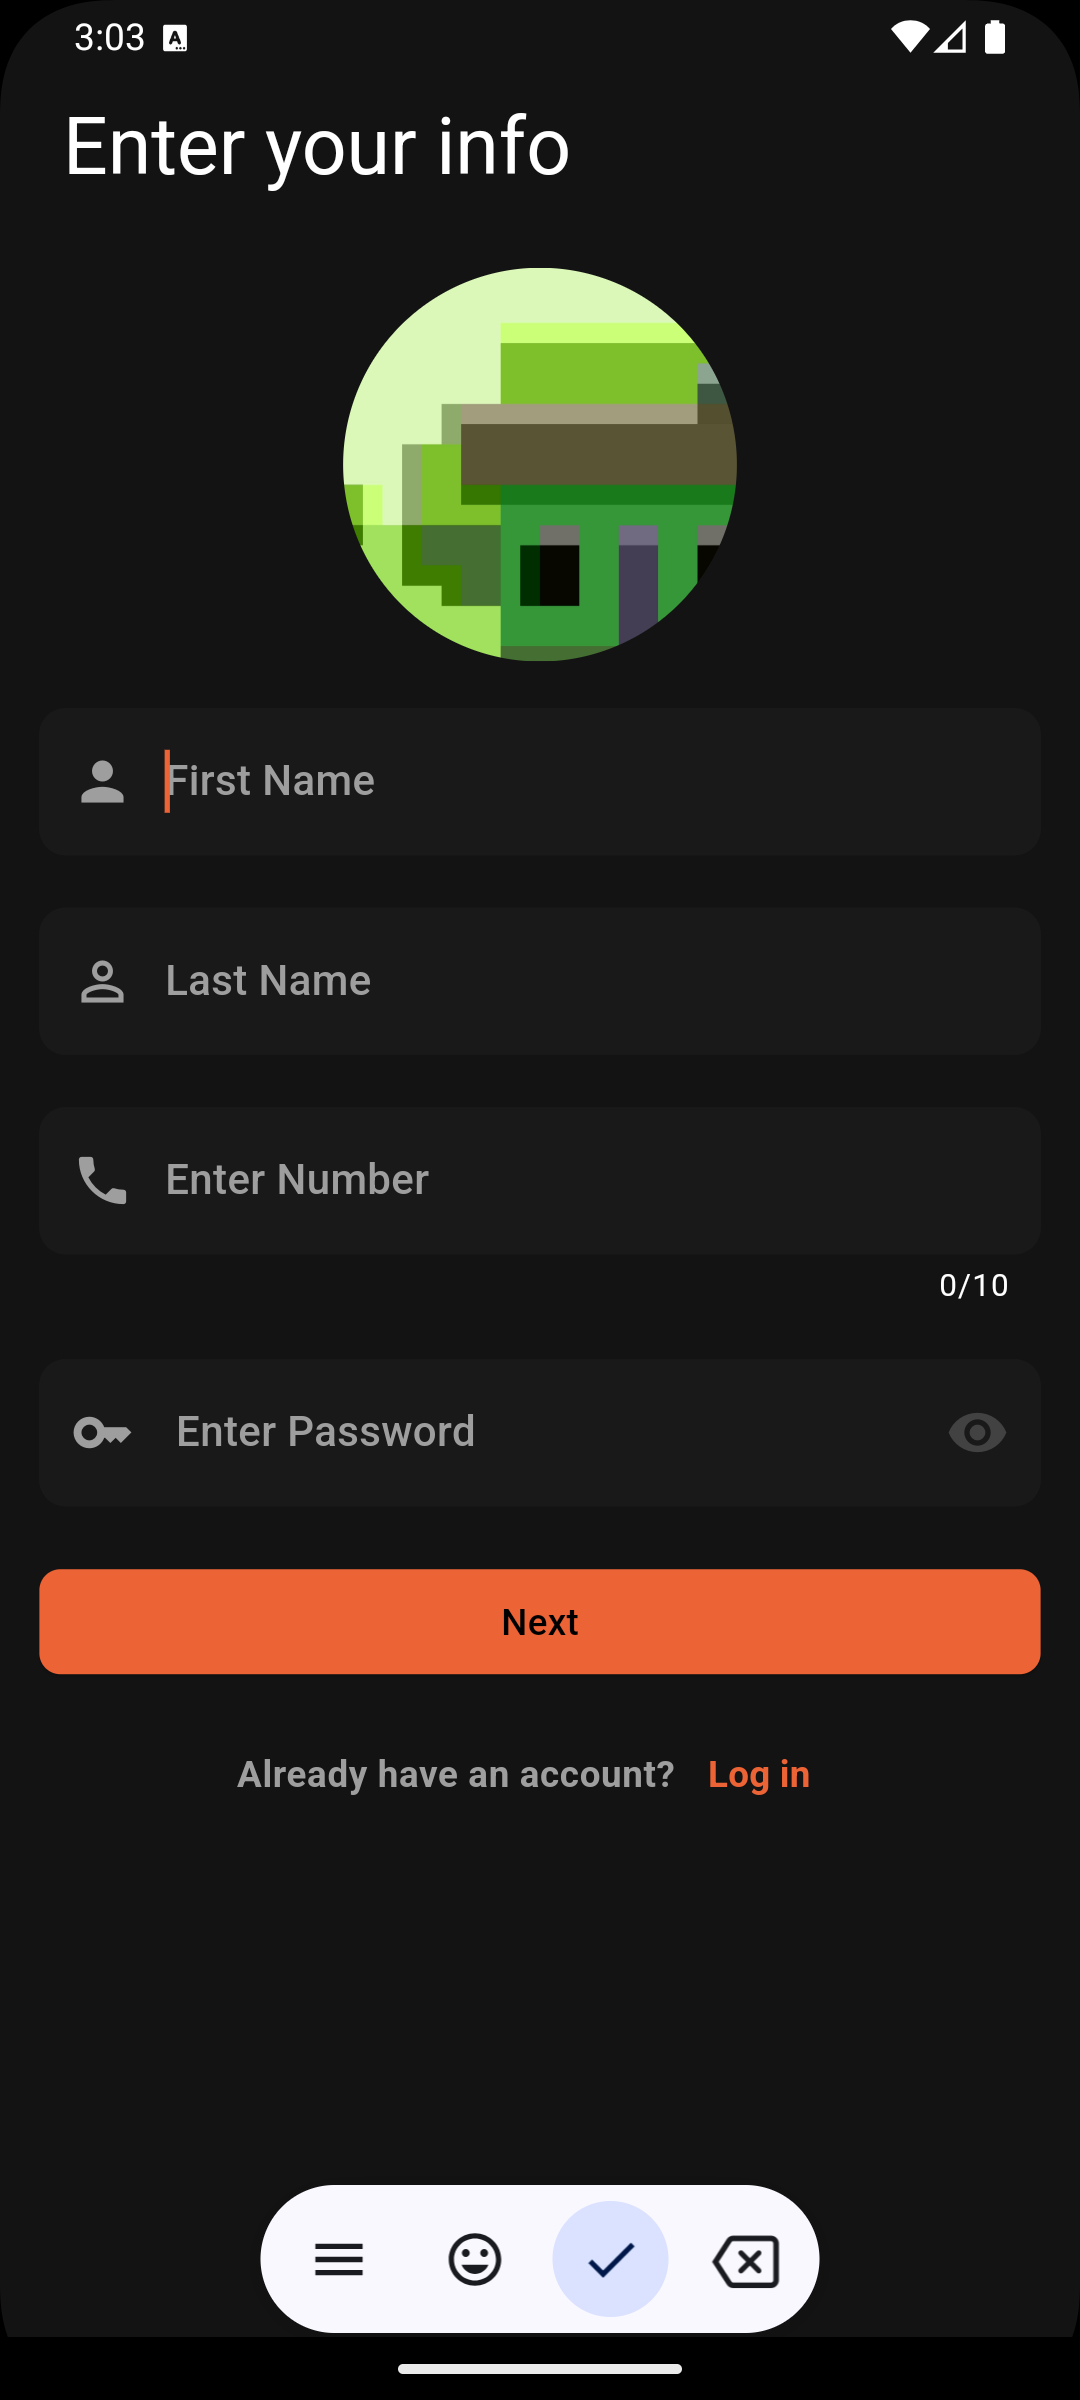 3:03
Enter your info
First Name
Last Name
Enter Number
0/10
Enter Password
Next
Already have an account? Log in